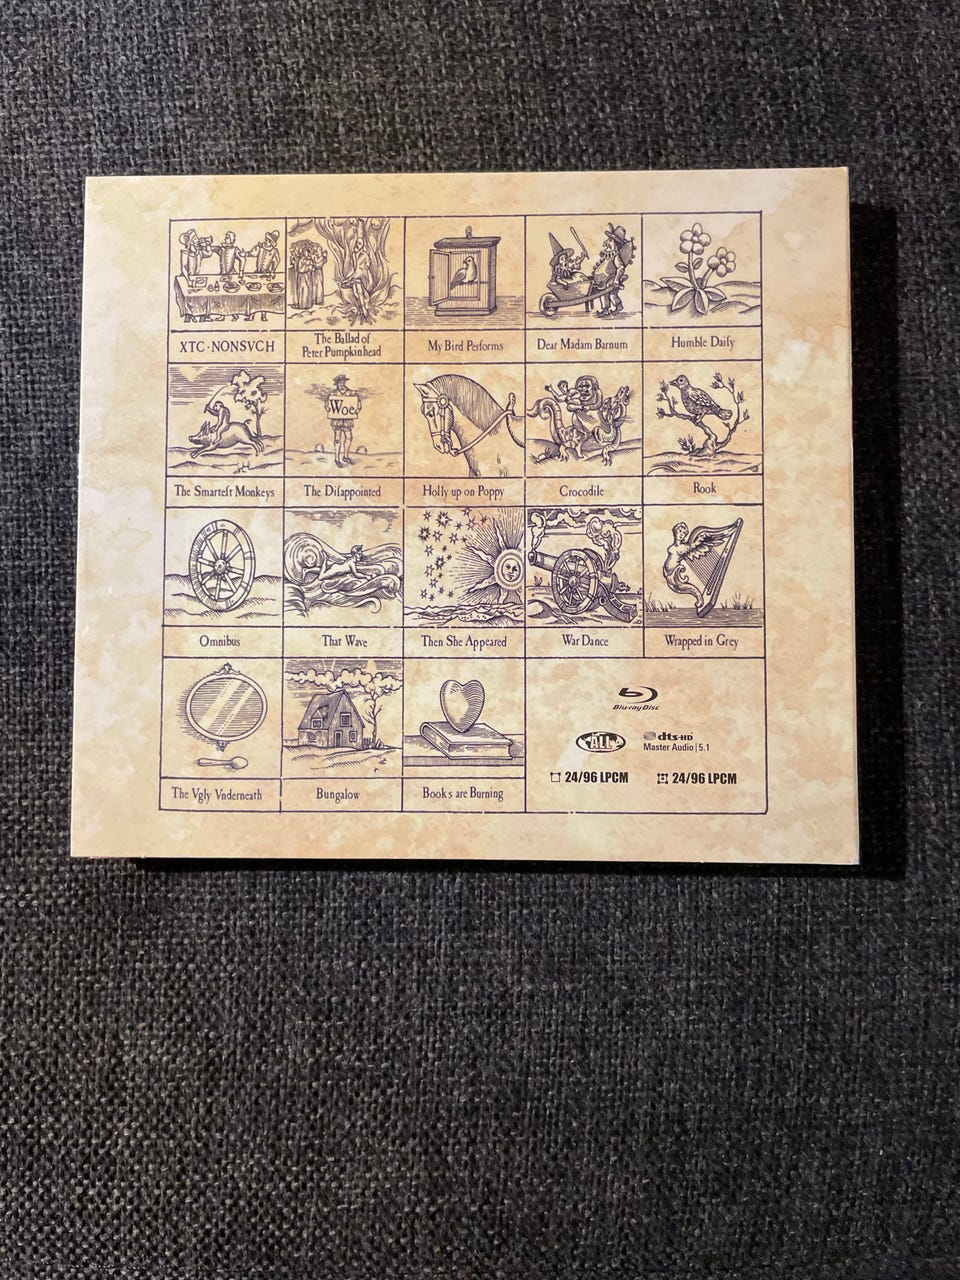 XTC·NONSVCH
The Ballad of
Peter Pumpkinhead
My Bird Performs
Dear Madam Barnum
Humble Daiſy
Woe.
The Smarteſt Monkeys
The Diſappointed
Holly up on Poppy
Crocodile
Rook
Omnibus
That Wave
Then She Appeared
War Dance
Wrapped in Grey
Blu-ray Disc
ALL
dts-HD
Master Audio | 5.1
24/96 LPCM
24/96 LPCM
The Vgly Vnderneath
Bungalow
Books are Burning